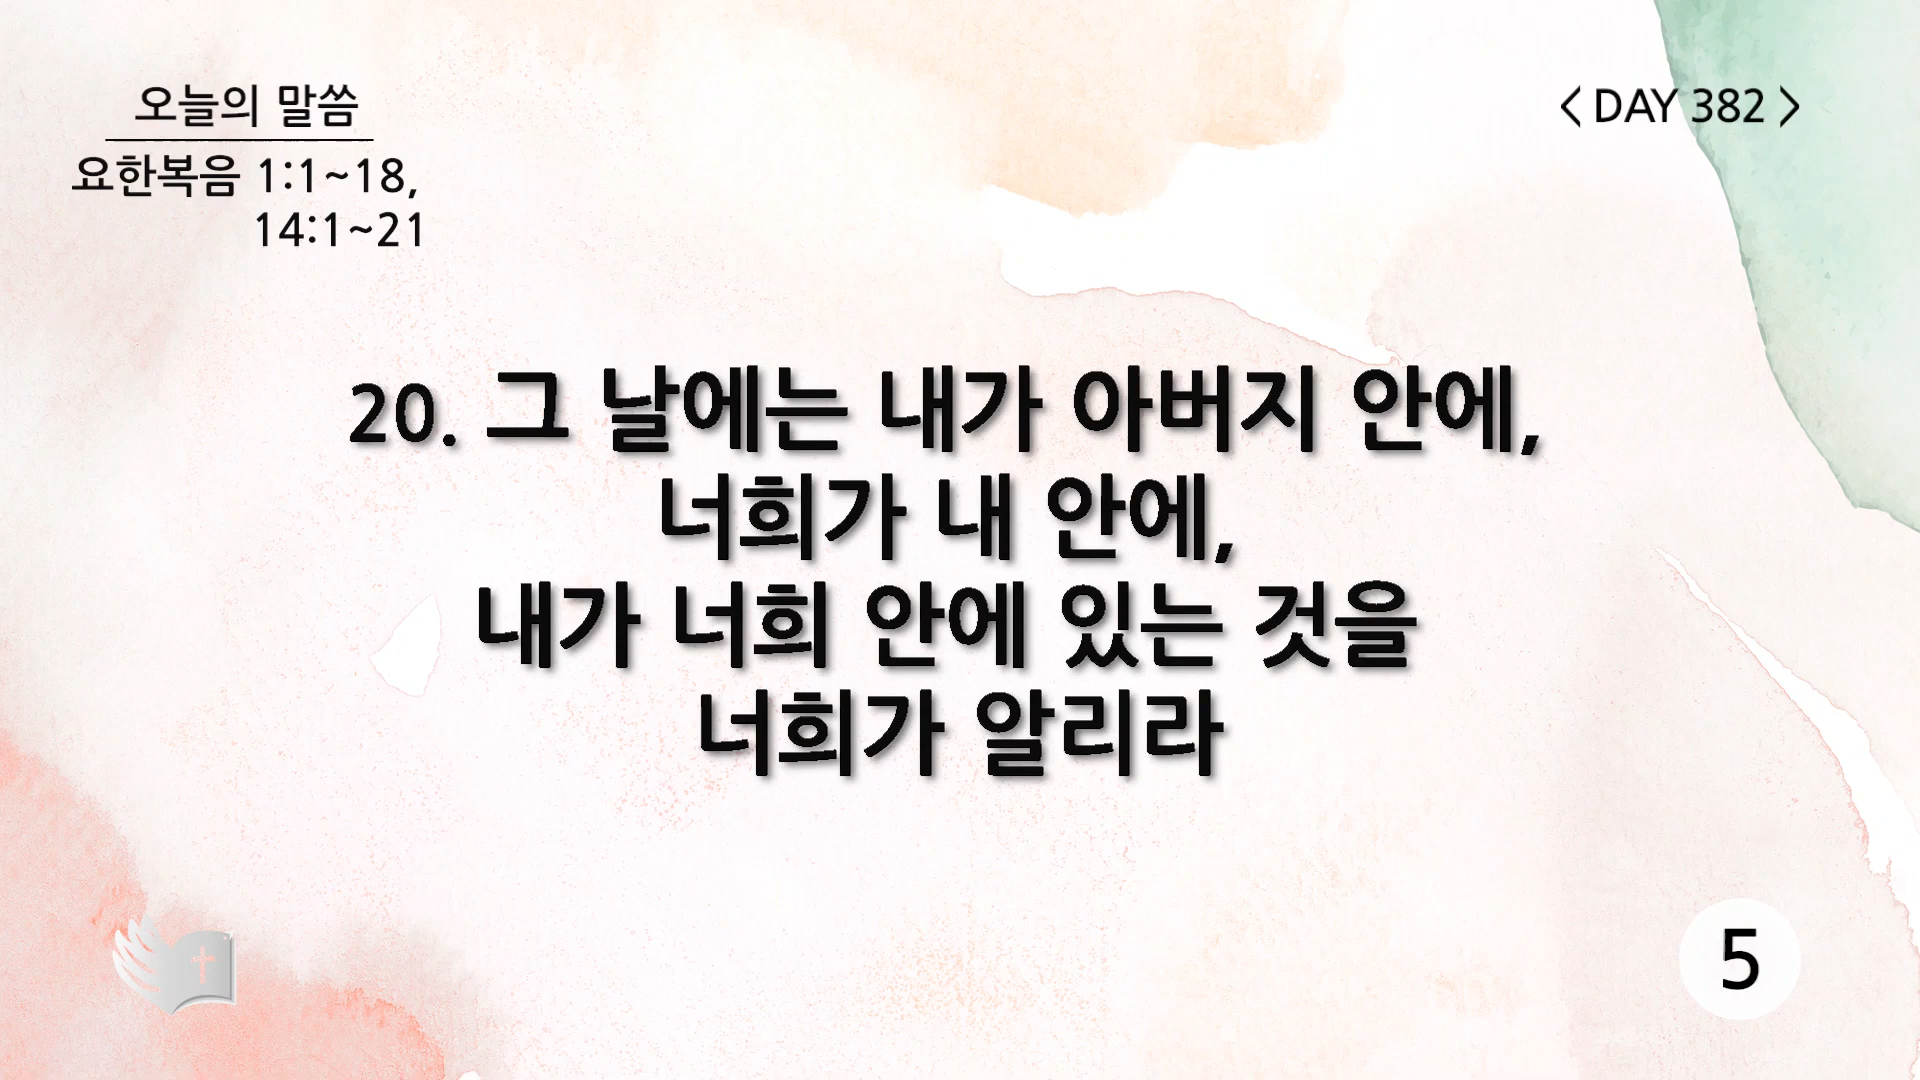 오늘의 말씀
요한복음 1:1~18,
14:1~21
< DAY 382 >
20. 그 날에는 내가 아버지 안에,
너희가 내 안에,
내가 너희 안에 있는 것을
너희가 알리라
5